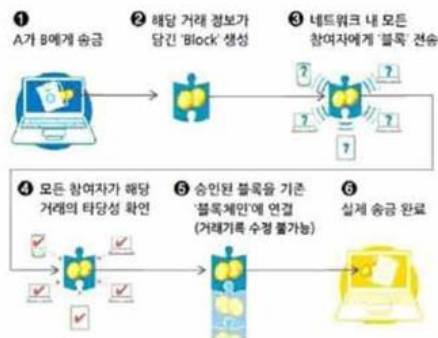 ❶
A가 B에게 송금
❷ 해당 거래 정보가
담긴 'Block' 생성
❸ 네트워크 내 모든
참여자에게 '블록' 전송
? ? ? ? ?
❹ 모든 참여자가 해당
거래의 타당성 확인
❺ 승인된 블록을 기존
'블록체인'에 연결
(거래기록 수정 불가능)
❻
실제 송금 완료